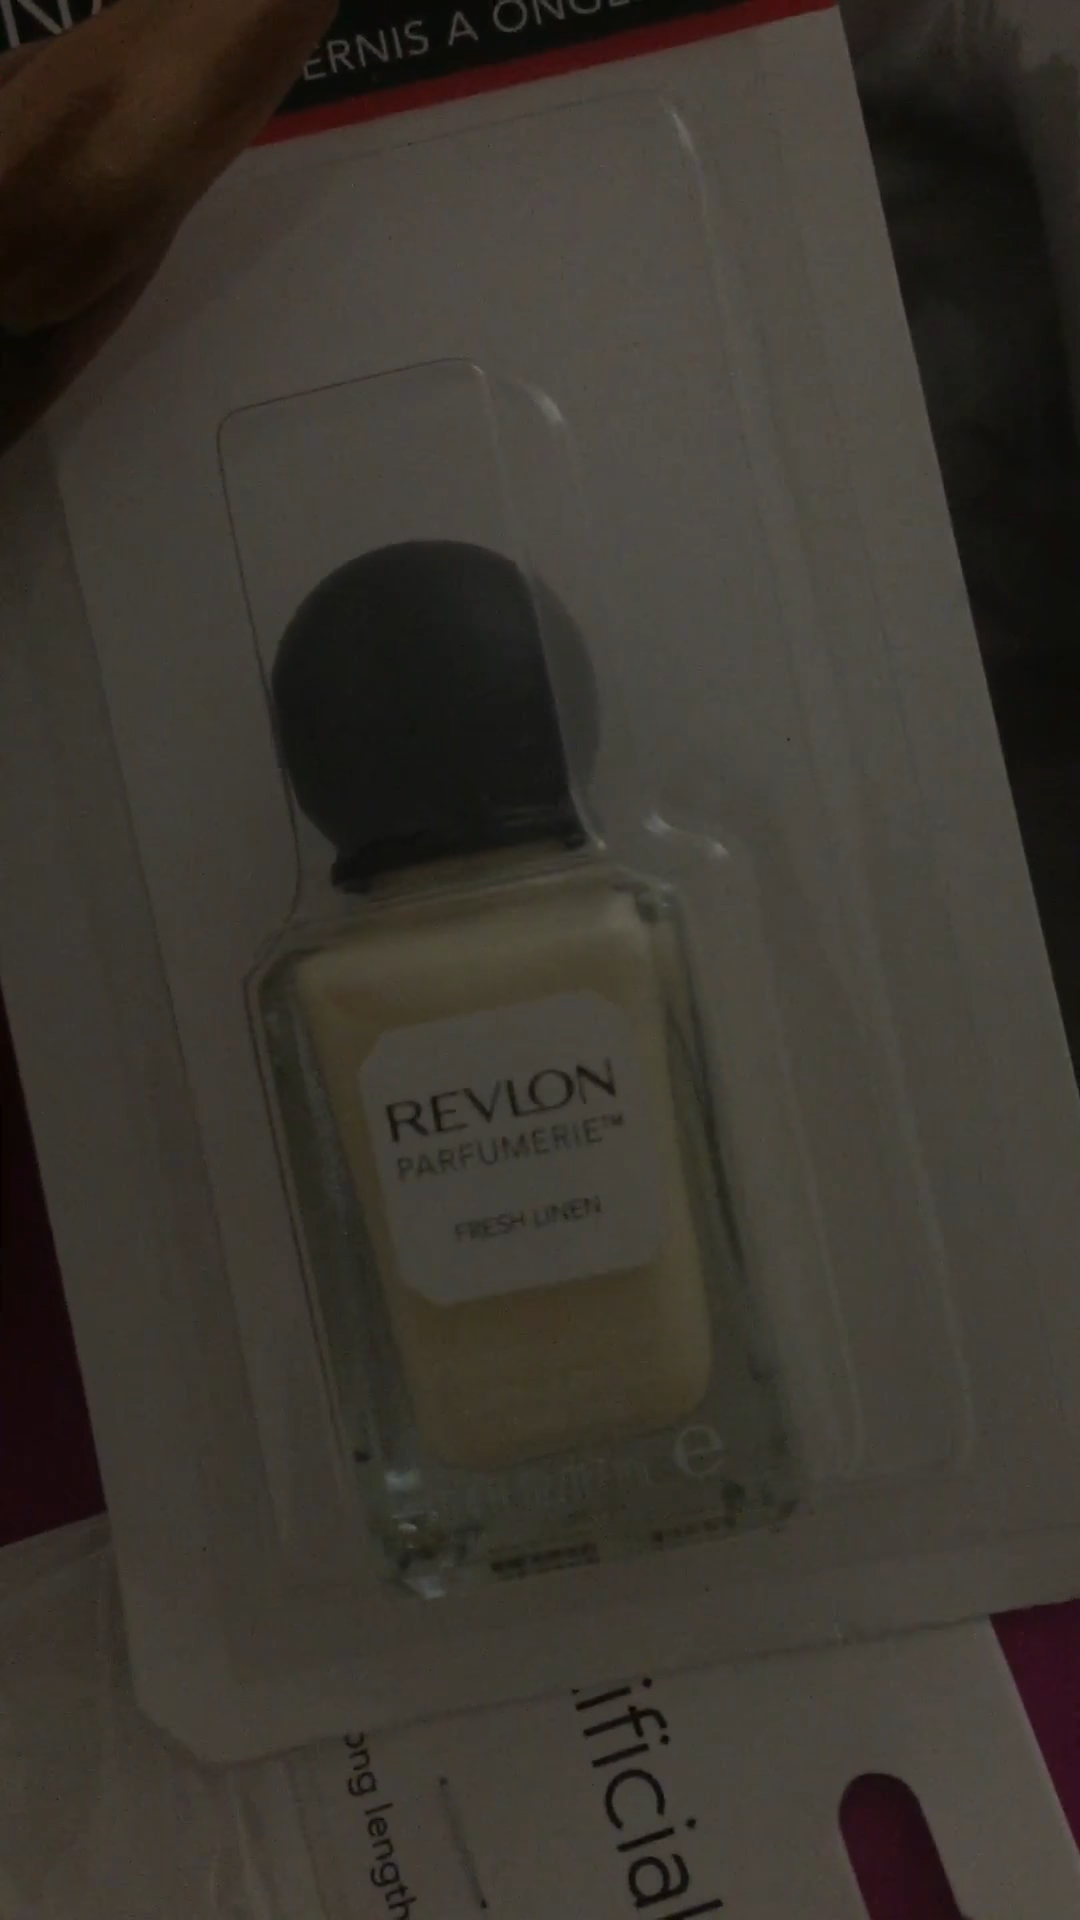 ERNIS A ONGL
REVLON
PARFUMERIE™
FRESH LINEN
e
ificial
ong length